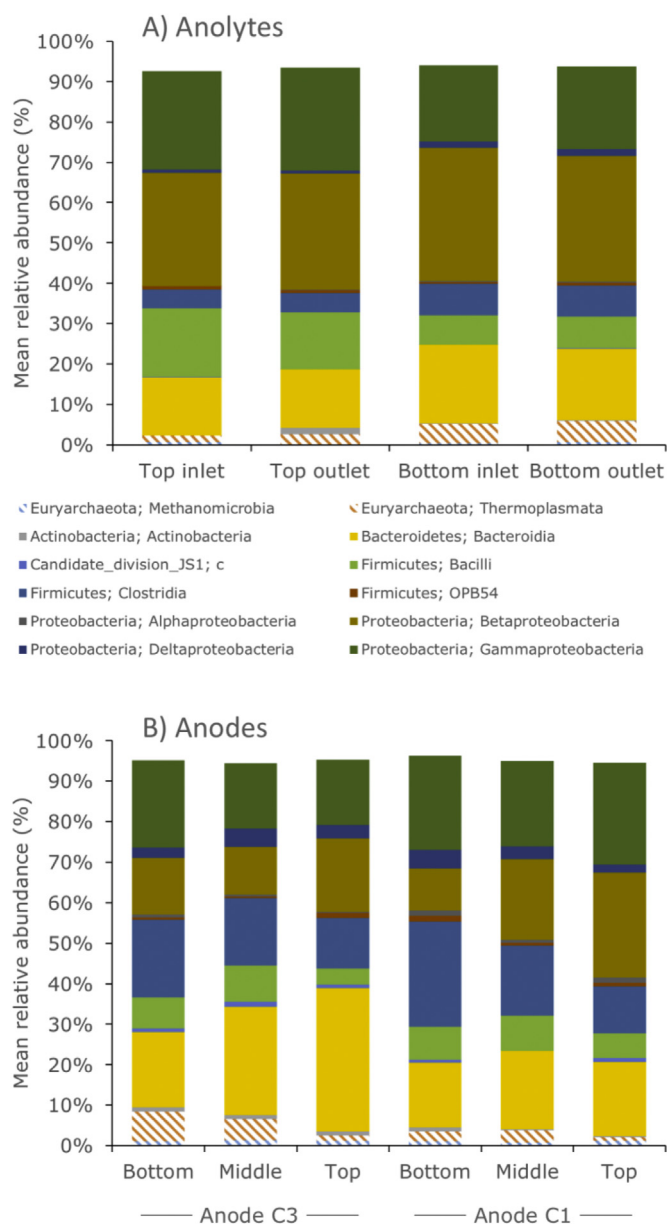 A) Anolytes
Mean relative abundance (%)
100%
90%
80%
70%
60%
50%
40%
30%
20%
10%
0%
Top inlet Top outlet Bottom inlet Bottom outlet
Euryarchaeota; Methanomicrobia Euryarchaeota; Thermoplasmata
Actinobacteria; Actinobacteria Bacteroidetes; Bacteroidia
Candidate_division_JS1; c Firmicutes; Bacilli
Firmicutes; Clostridia Firmicutes; OPB54
Proteobacteria; Alphaproteobacteria Proteobacteria; Betaproteobacteria
Proteobacteria; Deltaproteobacteria Proteobacteria; Gammaproteobacteria
B) Anodes
Mean relative abundance (%)
100%
90%
80%
70%
60%
50%
40%
30%
20%
10%
0%
Bottom Middle Top Bottom Middle Top
Anode C3 Anode C1